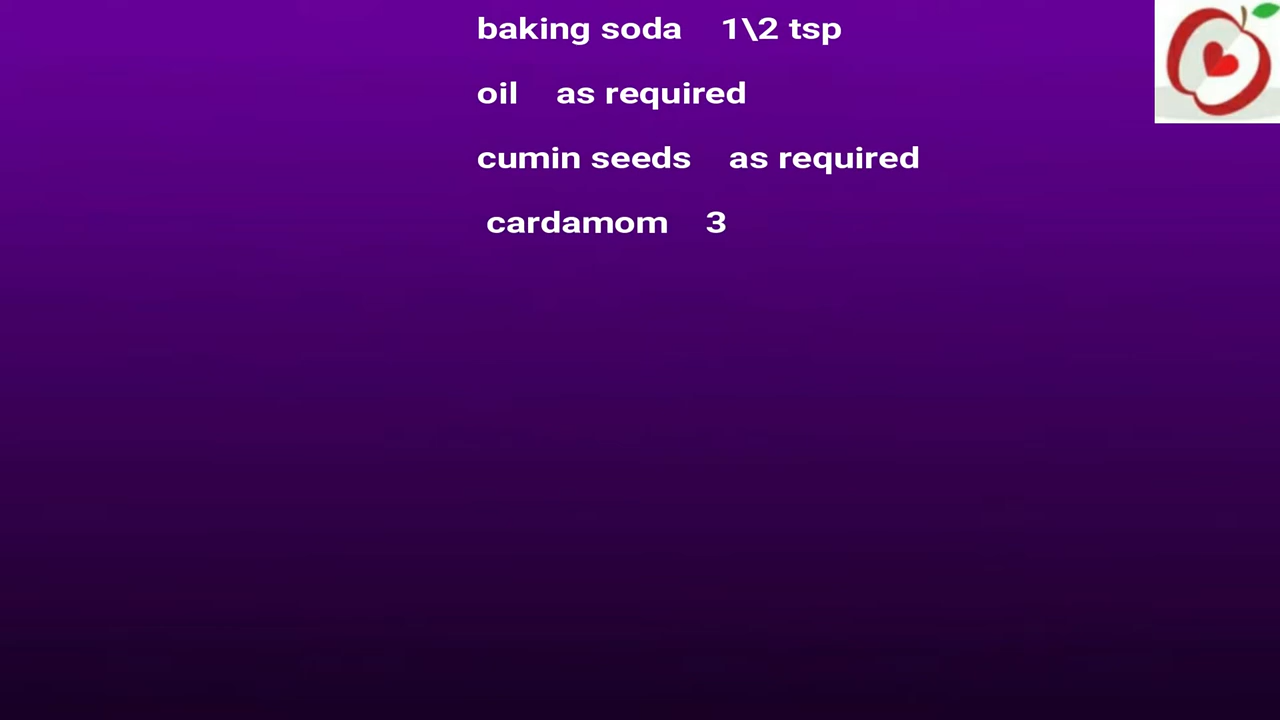 baking soda 1\2 tsp
oil as required
cumin seeds as required
cardamom 3